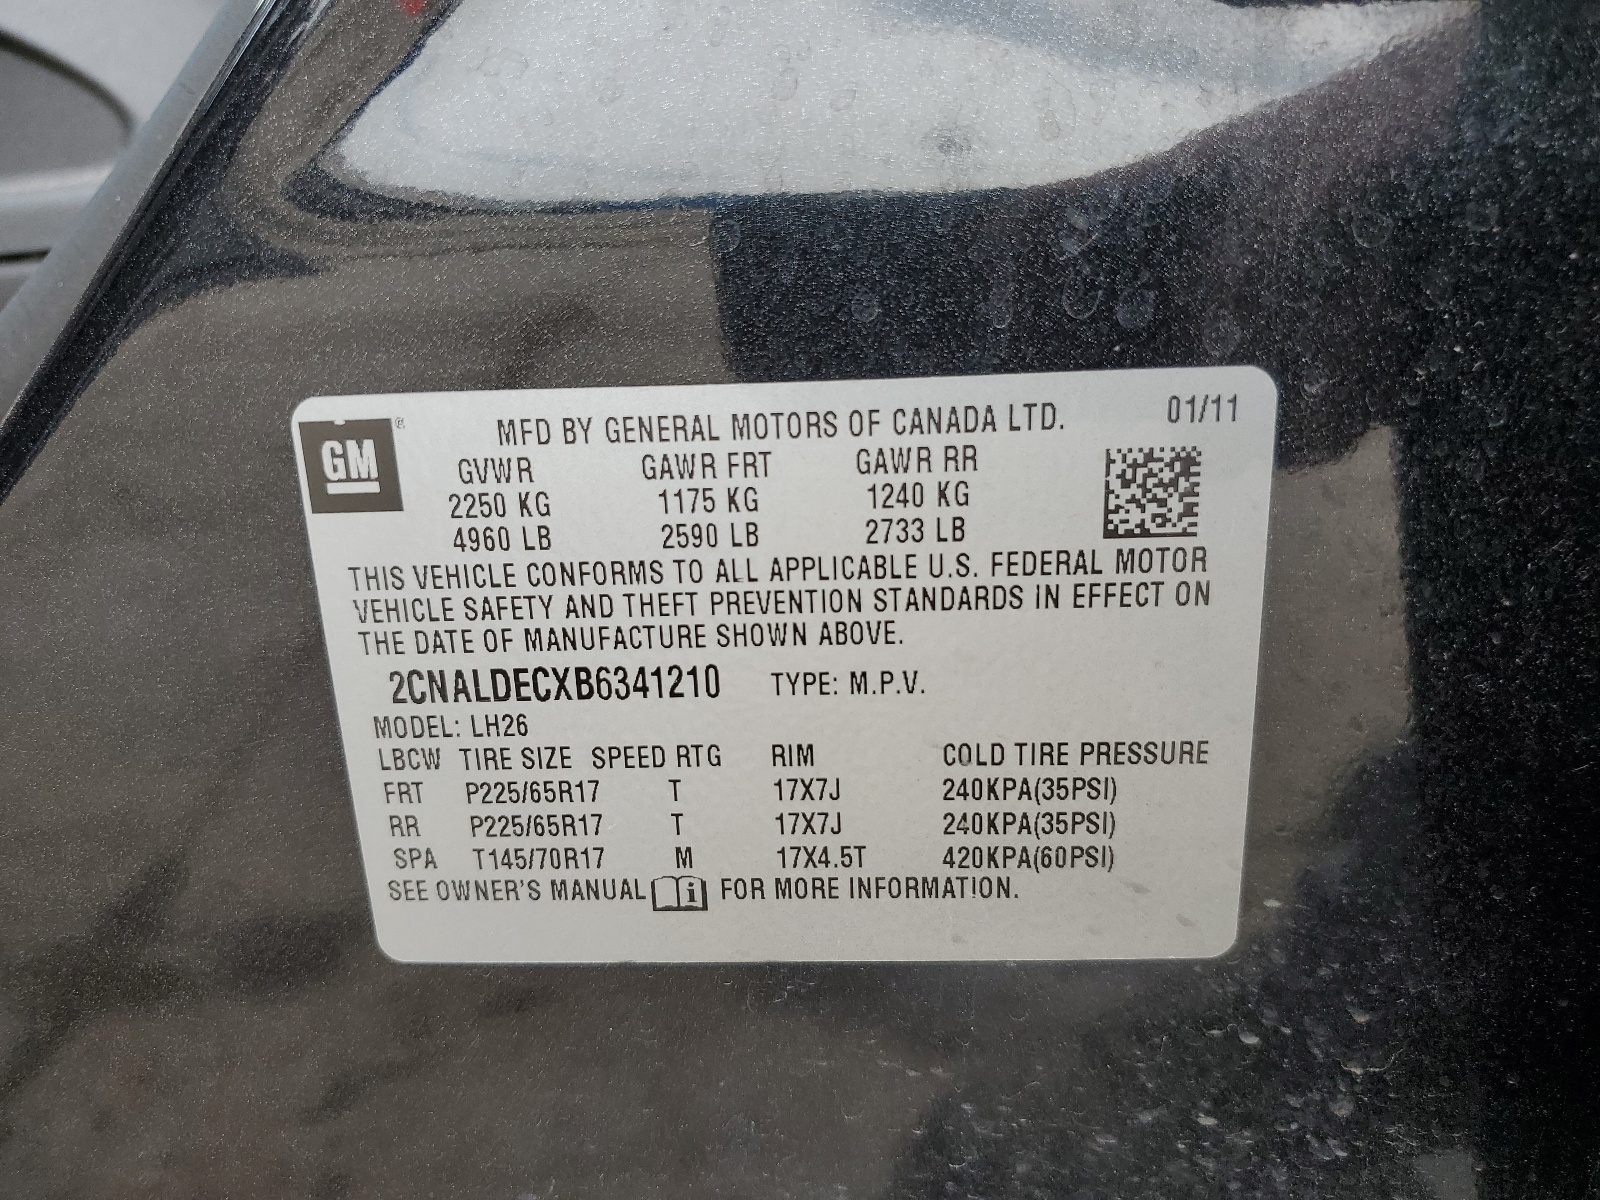 GM ® MFD BY GENERAL MOTORS OF CANADA LTD. 01/11
GVWR GAWR FRT GAWR RR
2250 KG 1175 KG 1240 KG
4960 LB 2590 LB 2733 LB
THIS VEHICLE CONFORMS TO ALL APPLICABLE U.S. FEDERAL MOTOR
VEHICLE SAFETY AND THEFT PREVENTION STANDARDS IN EFFECT ON
THE DATE OF MANUFACTURE SHOWN ABOVE.
2CNALDECXB6341210 TYPE: M.P.V.
MODEL: LH26
LBCW TIRE SIZE SPEED RTG RIM COLD TIRE PRESSURE
FRT P225/65R17 T 17X7J 240KPA(35PSI)
RR P225/65R17 T 17X7J 240KPA(35PSI)
SPA T145/70R17 M 17X4.5T 420KPA(60PSI)
SEE OWNER'S MANUAL i FOR MORE INFORMATION.